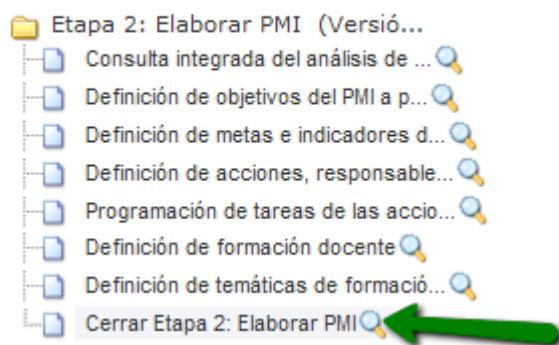 Etapa 2: Elaborar PMI (Versió...
Consulta integrada del análisis de ...
Definición de objetivos del PMI a p...
Definición de metas e indicadores d...
Definición de acciones, responsable...
Programación de tareas de las accio...
Definición de formación docente
Definición de temáticas de formació...
Cerrar Etapa 2: Elaborar PMI